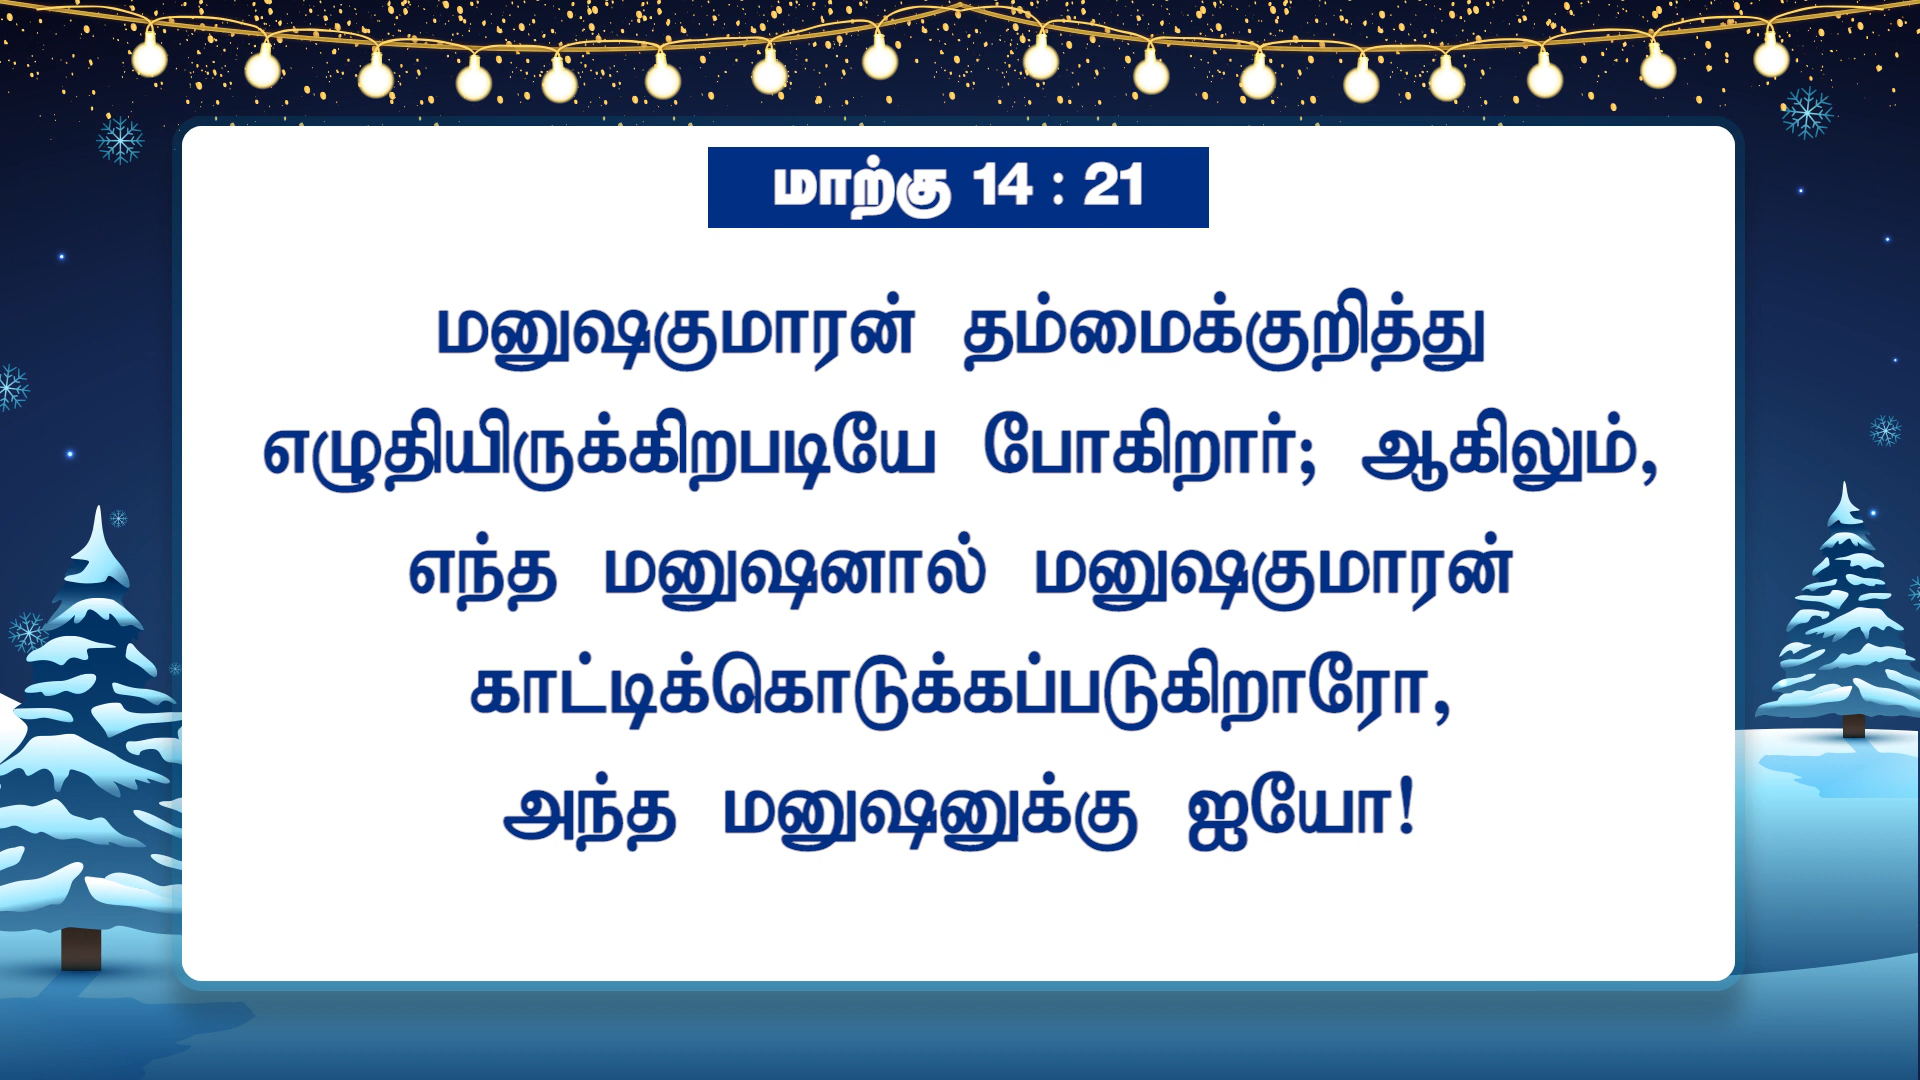 மாற்கு 14 : 21
மனுஷகுமாரன் தம்மைக்குறித்து
எழுதியிருக்கிறபடியே போகிறார்; ஆகிலும்,
எந்த மனுஷனால் மனுஷகுமாரன்
காட்டிக்கொடுக்கப்படுகிறாரோ,
அந்த மனுஷனுக்கு ஐயோ!